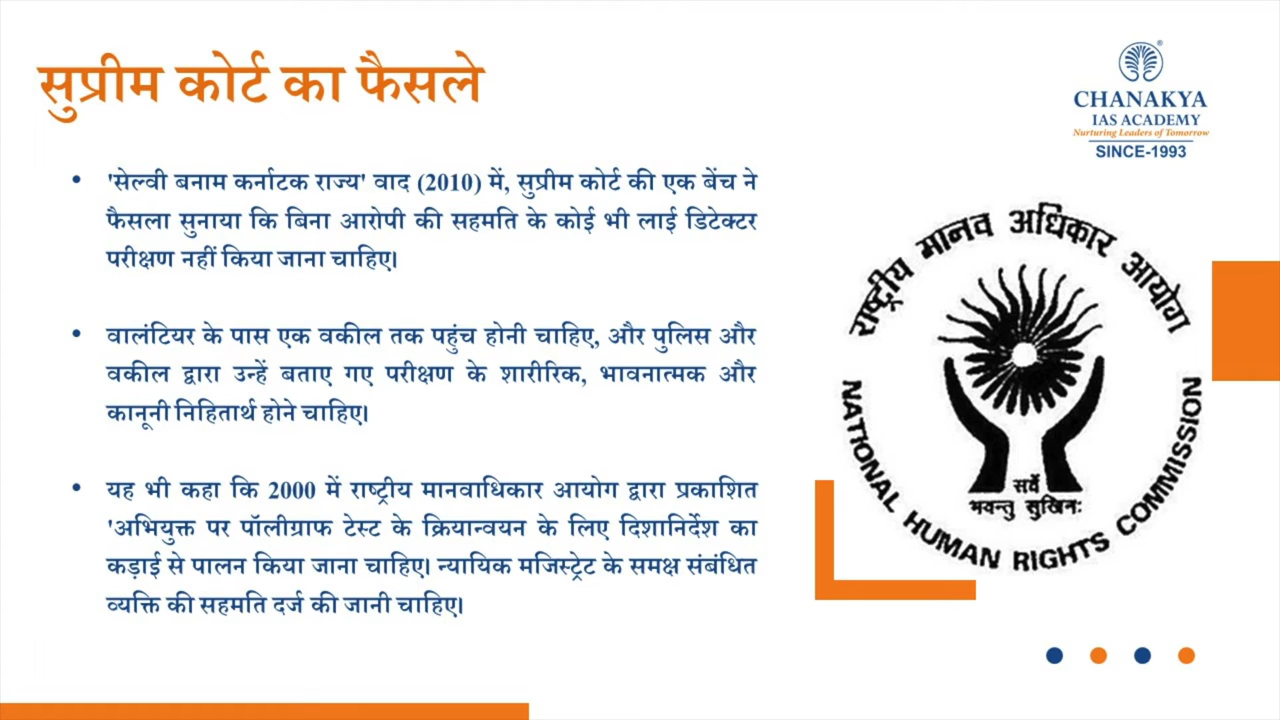 सुप्रीम कोर्ट का फैसले
CHANAKYA
IAS ACADEMY
Nurturing Leaders of Tomorrow
SINCE-1993
'सेल्वी बनाम कर्नाटक राज्य' वाद (2010) में, सुप्रीम कोर्ट की एक बेंच ने
फैसला सुनाया कि बिना आरोपी की सहमति के कोई भी लाई डिटेक्टर
परीक्षण नहीं किया जाना चाहिए।
वालंटियर के पास एक वकील तक पहुंच होनी चाहिए, और पुलिस और
वकील द्वारा उन्हें बताए गए परीक्षण के शारीरिक, भावनात्मक और
कानूनी निहितार्थ होने चाहिए।
यह भी कहा कि 2000 में राष्ट्रीय मानवाधिकार आयोग द्वारा प्रकाशित
'अभियुक्त पर पॉलीग्राफ टेस्ट के क्रियान्वयन के लिए दिशानिर्देश का
कड़ाई से पालन किया जाना चाहिए। न्यायिक मजिस्ट्रेट के समक्ष संबंधित
व्यक्ति की सहमति दर्ज की जानी चाहिए।
राष्ट्रीय मानव अधिकार आयोग
सर्वे
भवन्तु सुखिनः
NATIONAL HUMAN RIGHTS COMMISSION